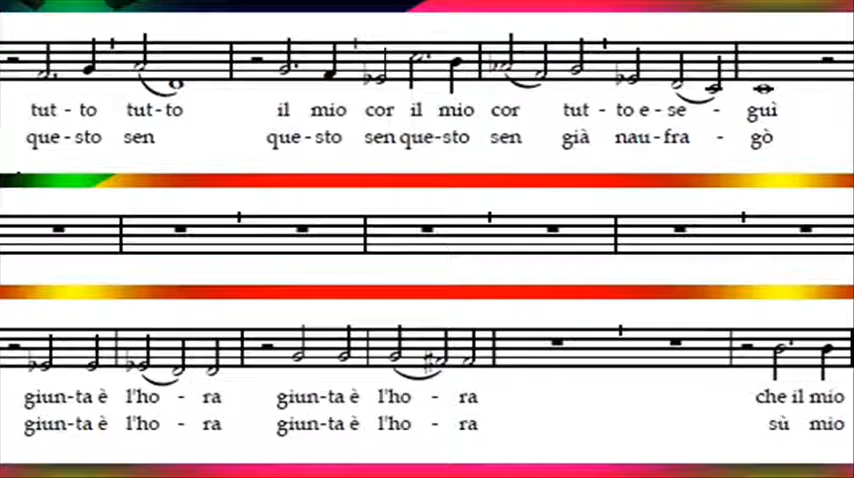 tut - to tut-to il mio cor il mio cor tut - to e - se - guì
que - sto sen que - sto sen que - sto sen già nau - fra - gò
giun - ta è l'ho - ra giun - ta è l'ho - ra che il mio
giun - ta è l'ho - ra giun - ta è l'ho - ra sù mio